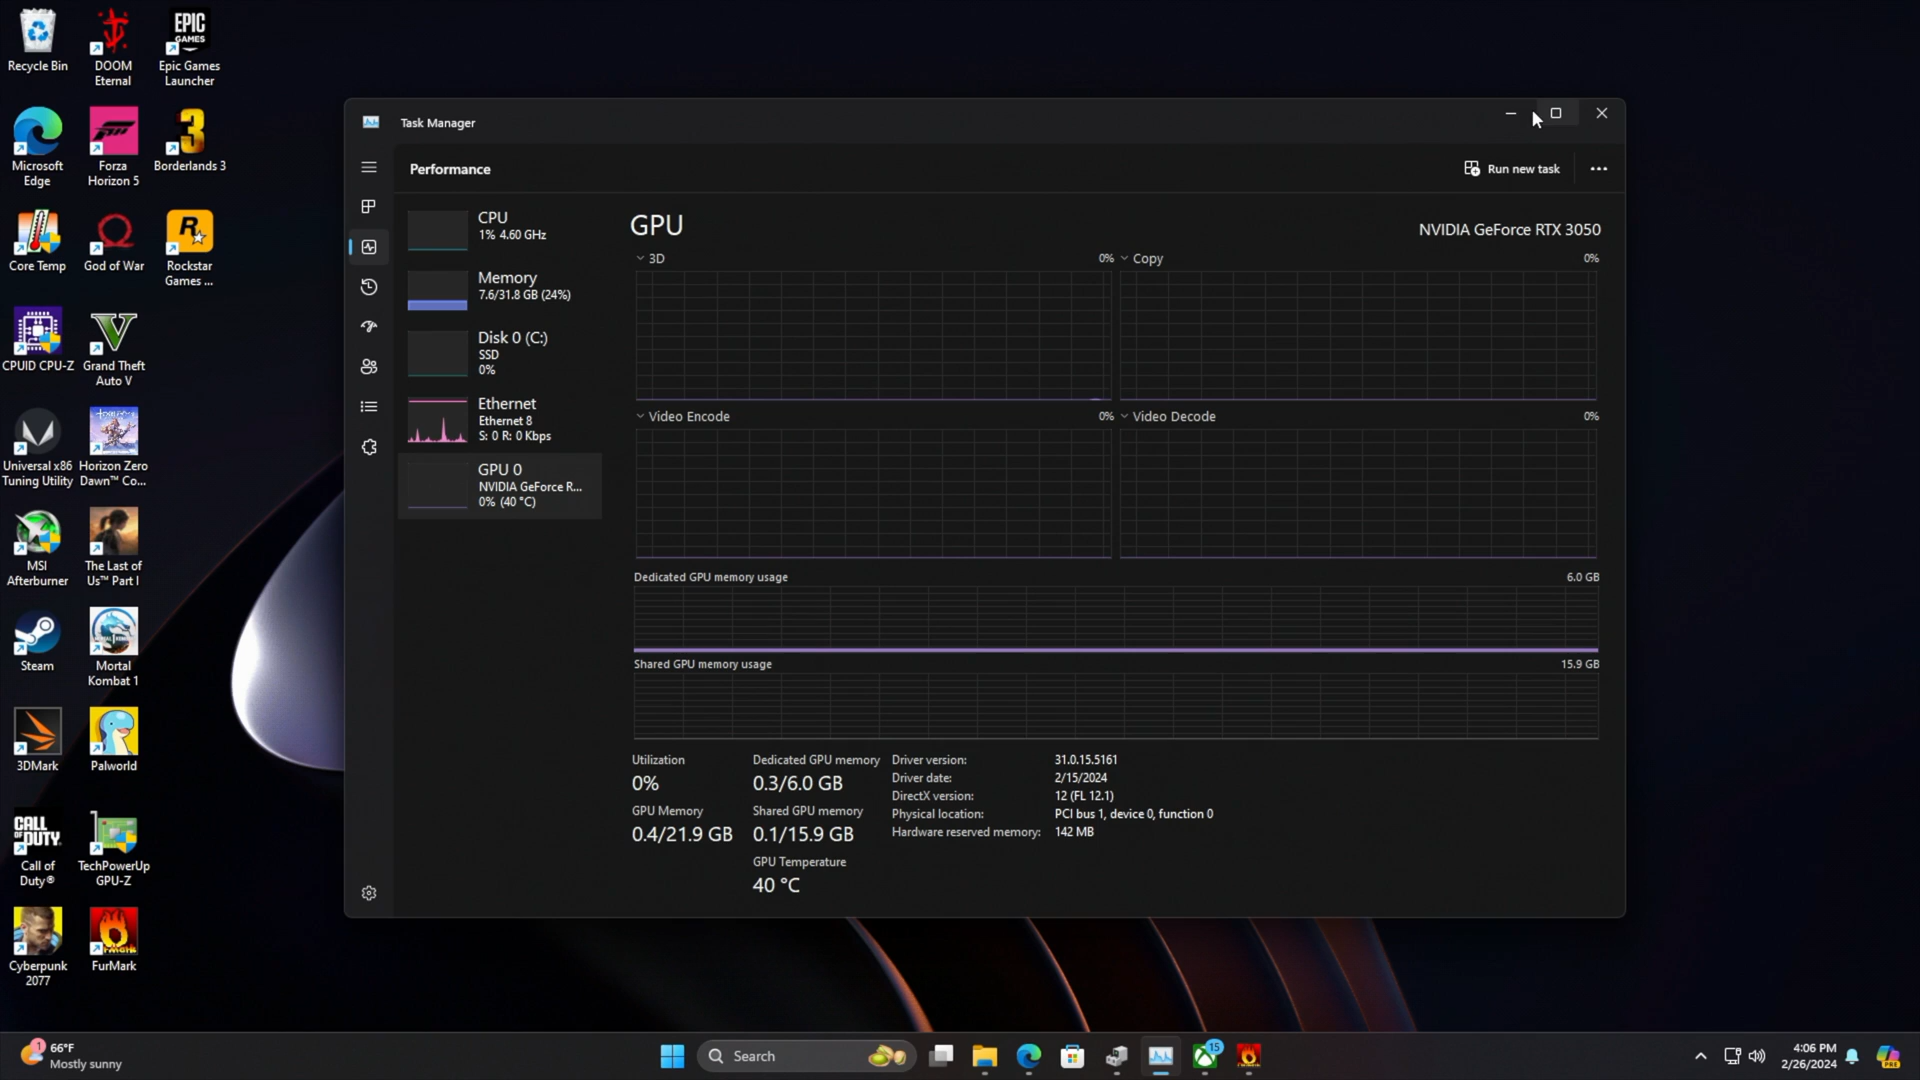 Recycle Bin
DOOM
Eternal
EPIC
GAMES
Epic Games
Launcher
Microsoft
Edge
Forza
Horizon 5
3
Borderlands 3
Core Temp
God of War
R
Rockstar
Games ...
CPUID CPU-Z
V
Grand Theft
Auto V
Universal x86
Tuning Utility
Horizon Zero
Dawn™ Co...
MSI
Afterburner
The Last of
Us™ Part I
Steam
Mortal
Kombat 1
3DMark
Palworld
CALL
OF DUTY
Call of
Duty®
TechPowerUp
GPU-Z
Cyberpunk
2077
FurMark
Task Manager
Performance
Run new task
CPU
1% 4.60 GHz
Memory
7.6/31.8 GB (24%)
Disk 0 (C:)
SSD
0%
Ethernet
Ethernet 8
S: 0 R: 0 Kbps
GPU 0
NVIDIA GeForce R...
0% (40 °C)
GPU
NVIDIA GeForce RTX 3050
3D 0%
Copy 0%
Video Encode 0%
Video Decode 0%
Dedicated GPU memory usage 6.0 GB
Shared GPU memory usage 15.9 GB
Utilization
0%
GPU Memory
0.4/21.9 GB
Dedicated GPU memory
0.3/6.0 GB
Shared GPU memory
0.1/15.9 GB
GPU Temperature
40 °C
Driver version: 31.0.15.5161
Driver date: 2/15/2024
DirectX version: 12 (FL 12.1)
Physical location: PCI bus 1, device 0, function 0
Hardware reserved memory: 142 MB
1
66°F
Mostly sunny
Search
15
4:06 PM
2/26/2024
PRE